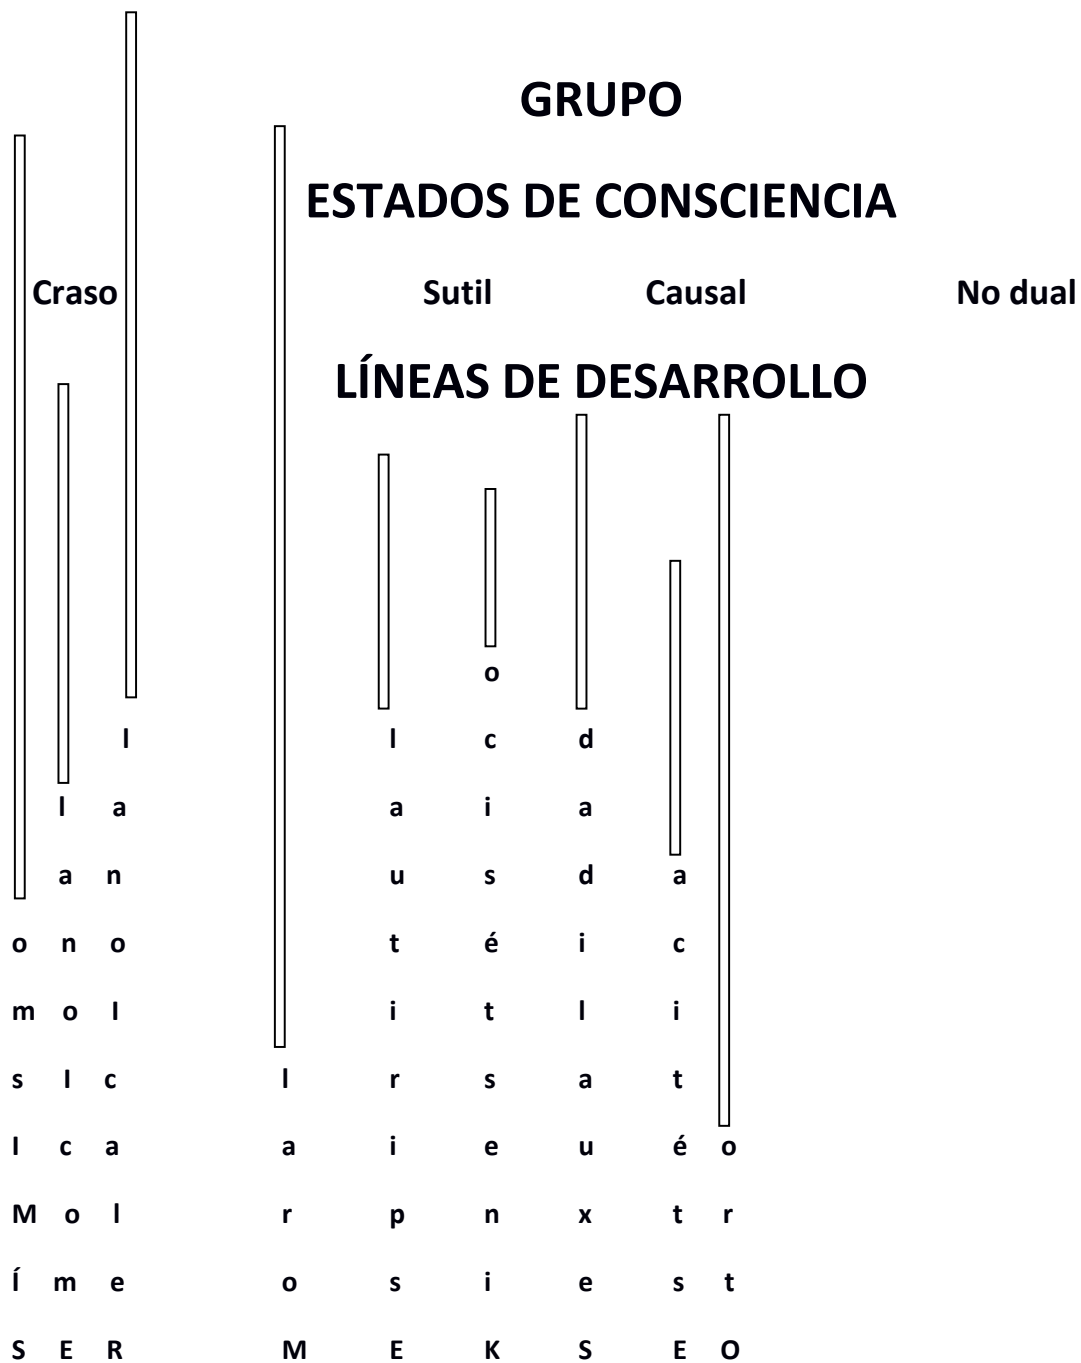 GRUPO
ESTADOS DE CONSCIENCIA
Craso Sutil Causal No dual
LÍNEAS DE DESARROLLO
SÍMIsmo
EmocIonal
RelacIonal
Moral
Espiritual
Kinestésico
Sexualidad
Estética
Otro